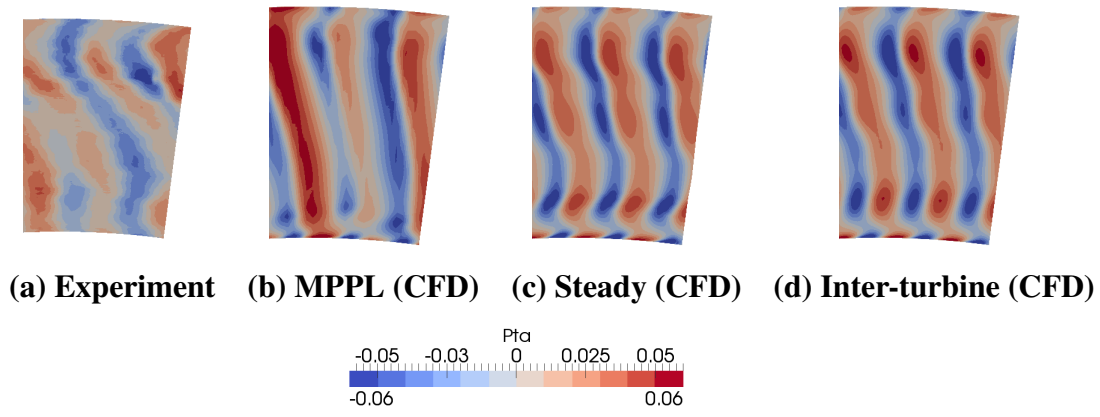 (a) Experiment (b) MPPL (CFD) (c) Steady (CFD) (d) Inter-turbine (CFD)
Pta
-0.05 -0.03 0 0.025 0.05
-0.06 0.06